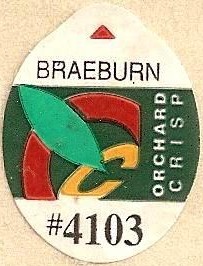 BRAEBURN
ORCHARD
CRISP
#4103